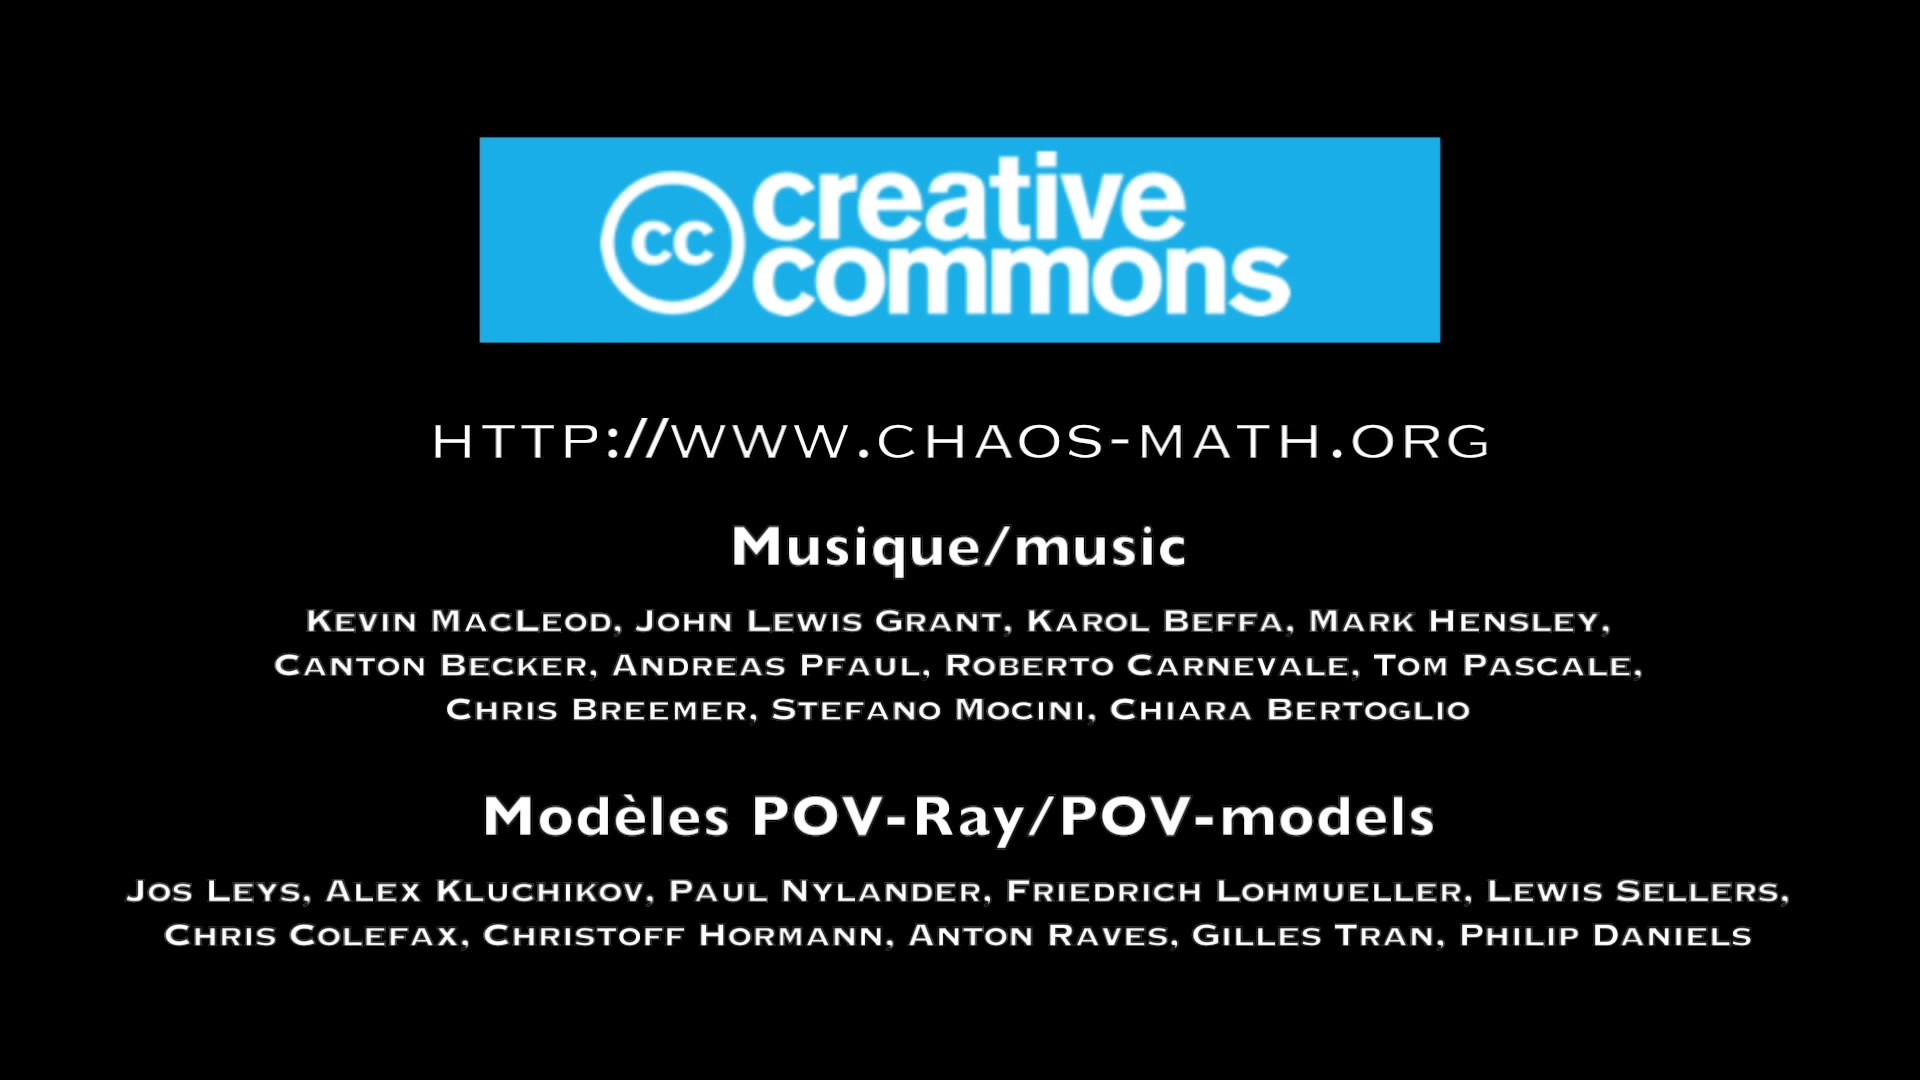 cc creative
commons
HTTP://WWW.CHAOS-MATH.ORG
Musique/music
Kevin MacLeod, John Lewis Grant, Karol Beffa, Mark Hensley,
Canton Becker, Andreas Pfaul, Roberto Carnevale, Tom Pascale,
Chris Breemer, Stefano Mocini, Chiara Bertoglio
Modèles POV-Ray/POV-models
Jos Leys, Alex Kluchikov, Paul Nylander, Friedrich Lohmueller, Lewis Sellers,
Chris Colefax, Christoff Hormann, Anton Raves, Gilles Tran, Philip Daniels